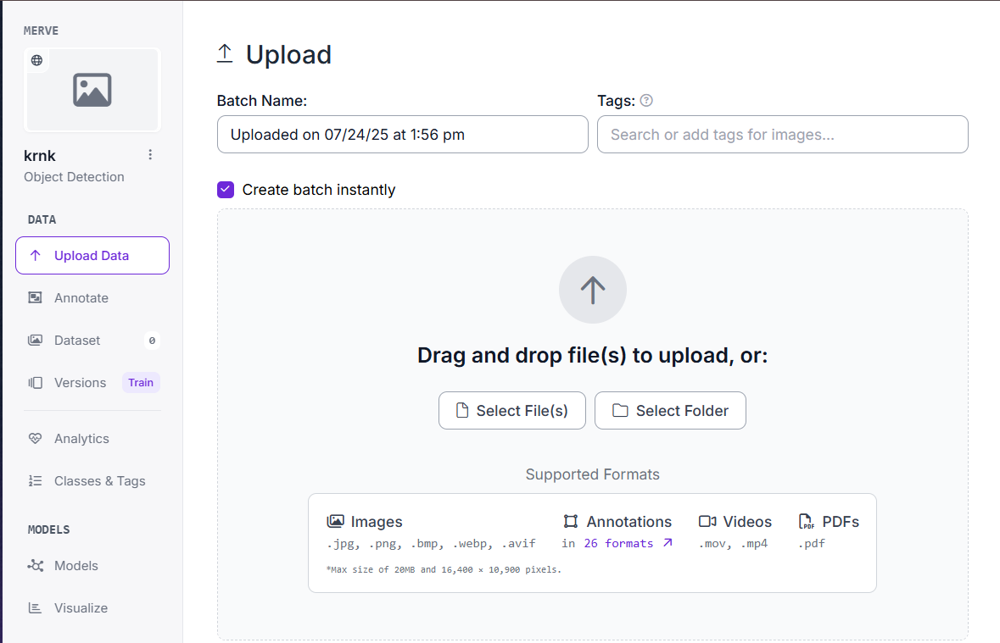 MERVE
krnk
Object Detection
DATA
Upload Data
Annotate
Dataset 0
Versions Train
Analytics
Classes & Tags
MODELS
Models
Visualize
Upload
Batch Name:
Uploaded on 07/24/25 at 1:56 pm
Tags: ?
Search or add tags for images...
Create batch instantly
Drag and drop file(s) to upload, or:
Select File(s) Select Folder
Supported Formats
Images
.jpg, .png, .bmp, .webp, .avif
*Max size of 20MB and 16,400 × 10,900 pixels.
Annotations
in 26 formats
Videos
.mov, .mp4
PDF PDFs
.pdf